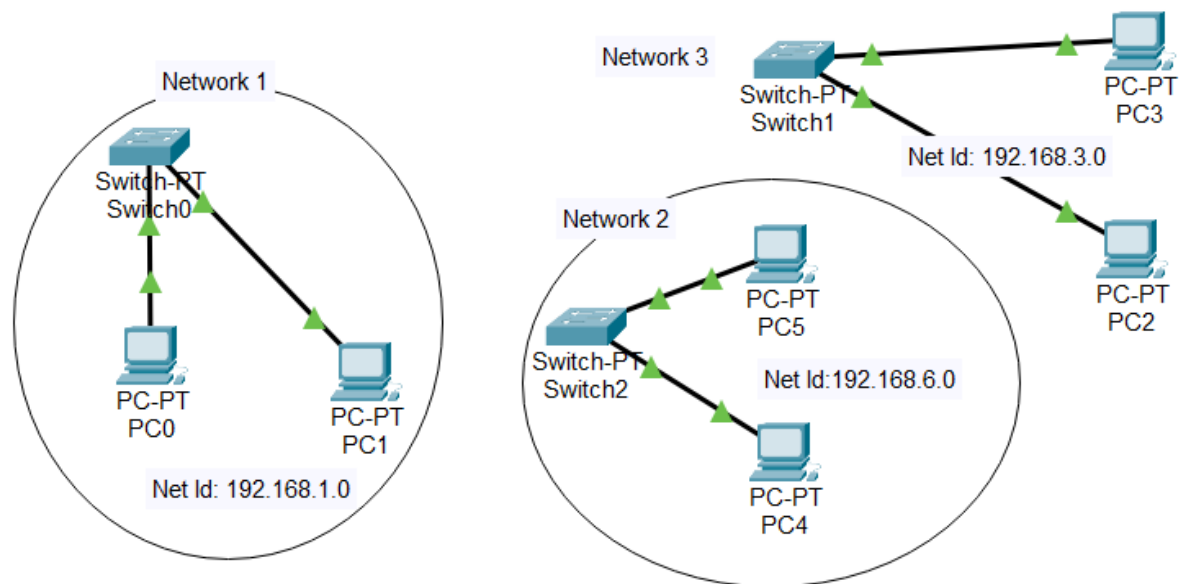 Network 1
Switch-PT
Switch0
PC-PT
PC0
PC-PT
PC1
Net Id: 192.168.1.0
Network 3
Switch-PT
Switch1
PC-PT
PC3
Net Id: 192.168.3.0
PC-PT
PC2
Network 2
PC-PT
PC5
Switch-PT
Switch2
Net Id:192.168.6.0
PC-PT
PC4